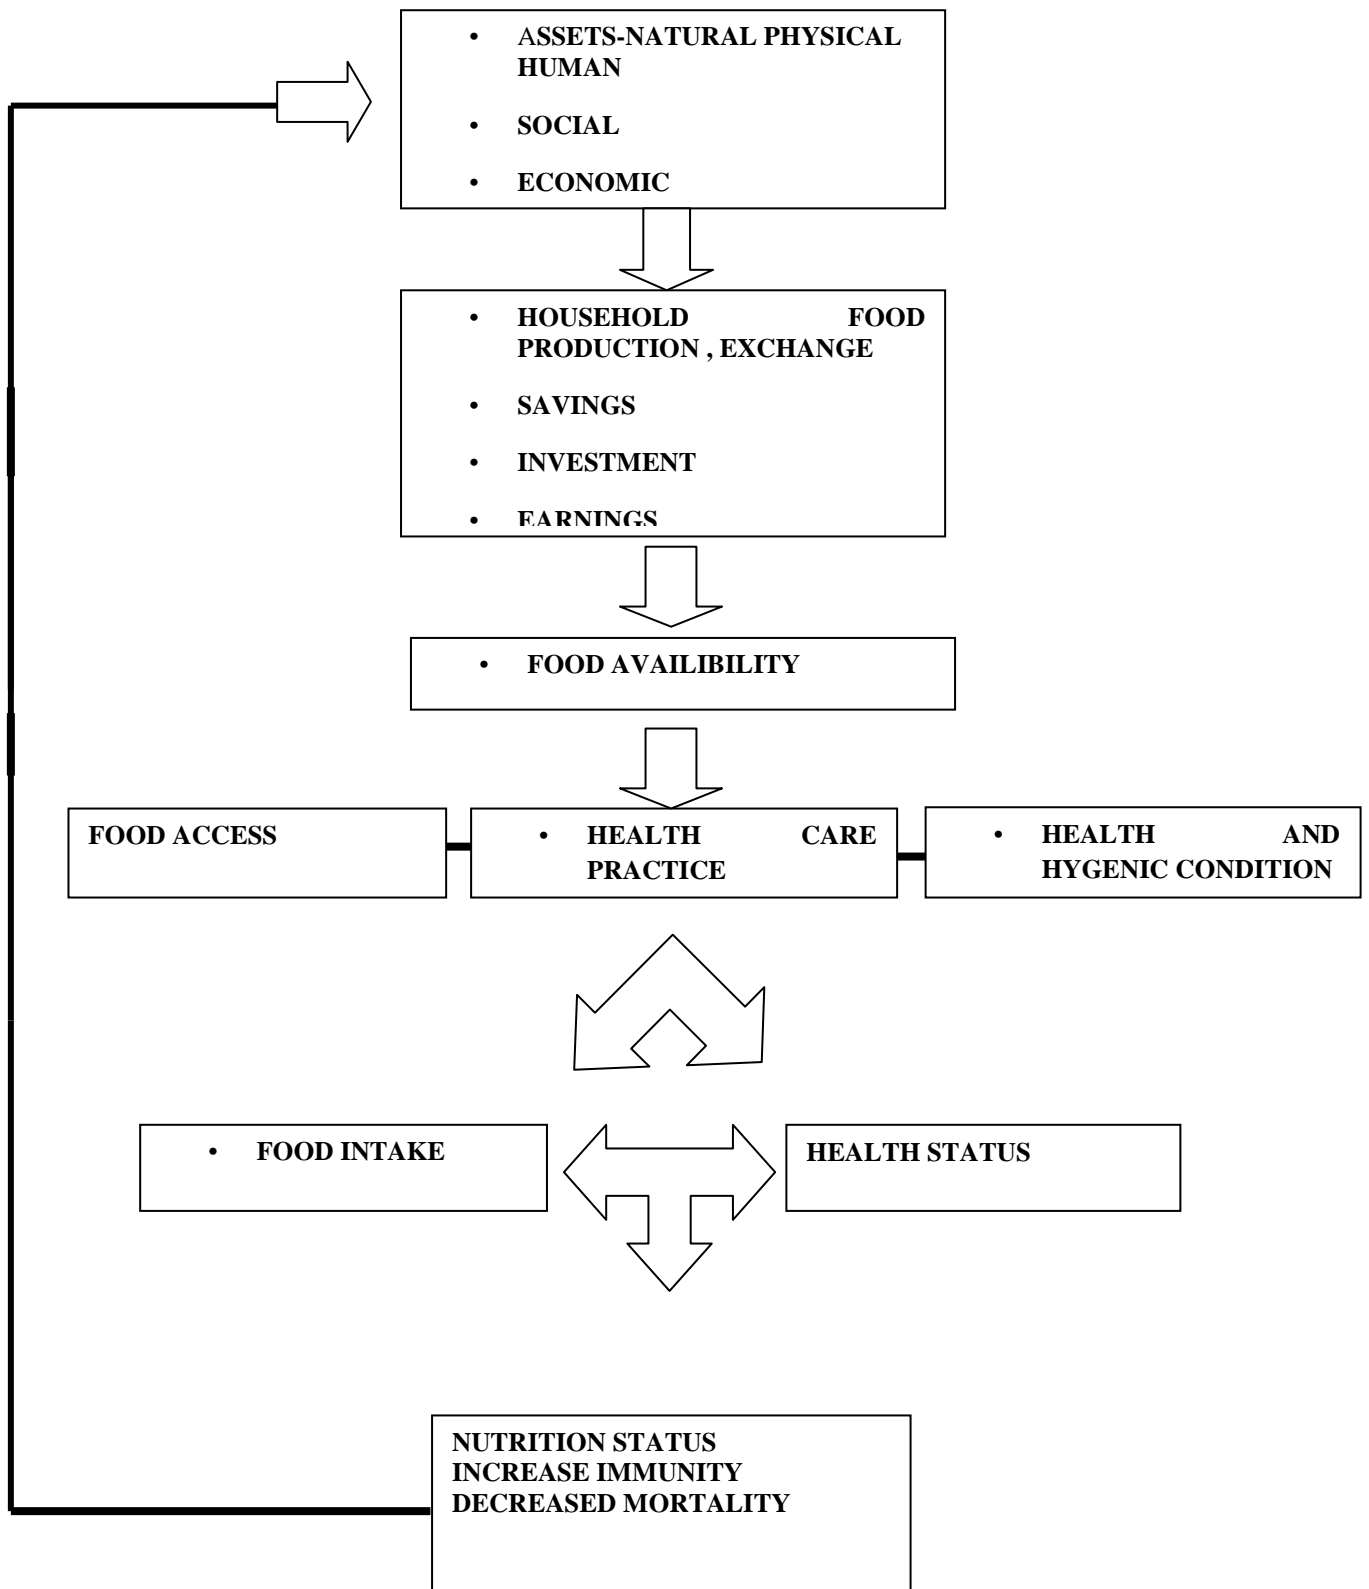 • ASSETS-NATURAL PHYSICAL
HUMAN
• SOCIAL
• ECONOMIC
• HOUSEHOLD FOOD
PRODUCTION , EXCHANGE
• SAVINGS
• INVESTMENT
• EARNINGS
• FOOD AVAILIBILITY
FOOD ACCESS
• HEALTH CARE
PRACTICE
• HEALTH AND
HYGENIC CONDITION
• FOOD INTAKE
HEALTH STATUS
NUTRITION STATUS
INCREASE IMMUNITY
DECREASED MORTALITY